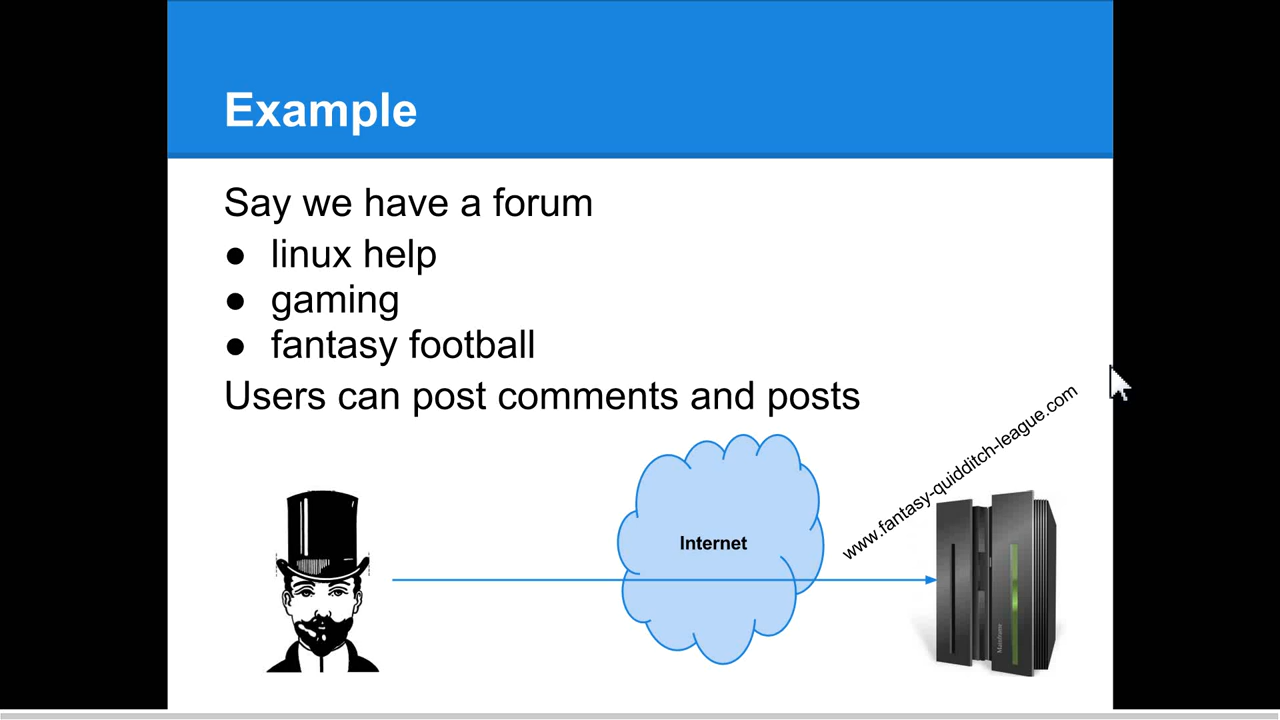 Example
Say we have a forum
● linux help
● gaming
● fantasy football
Users can post comments and posts
www.fantasy-quidditch-league.com
Internet
Mainframe